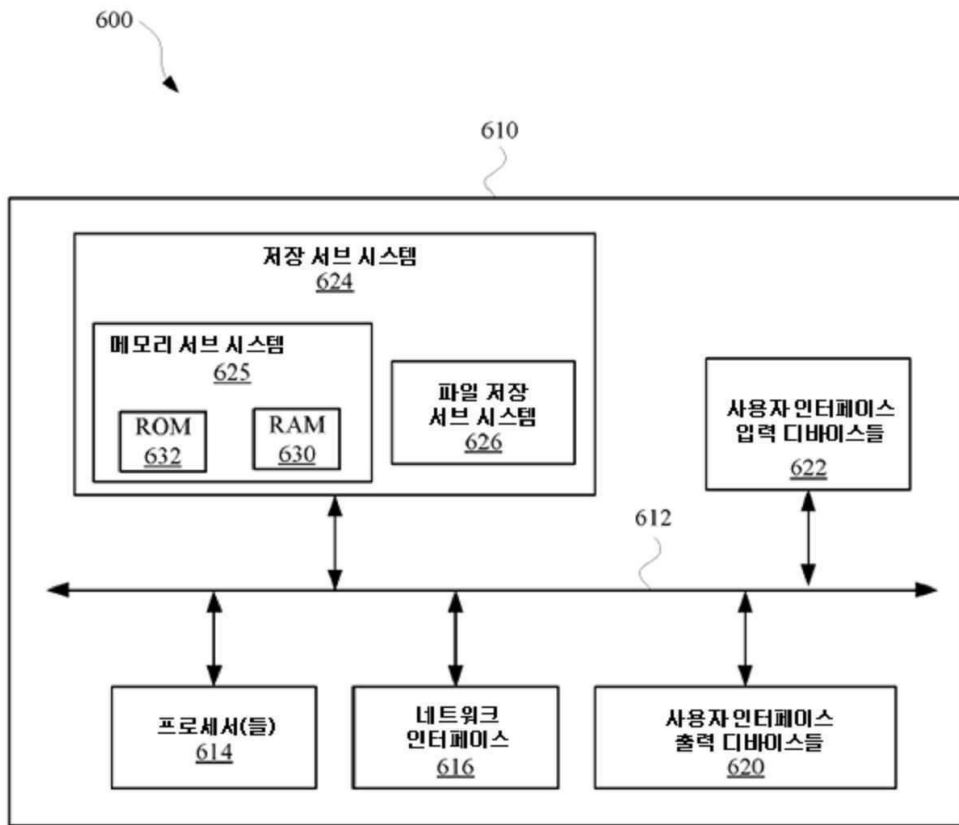 600
610
저장 서브 시스템
624
메모리 서브 시스템
625
ROM
632
RAM
630
파일 저장
서브 시스템
626
사용자 인터페이스
입력 디바이스들
622
612
프로세서(들)
614
네트워크
인터페이스
616
사용자 인터페이스
출력 디바이스들
620